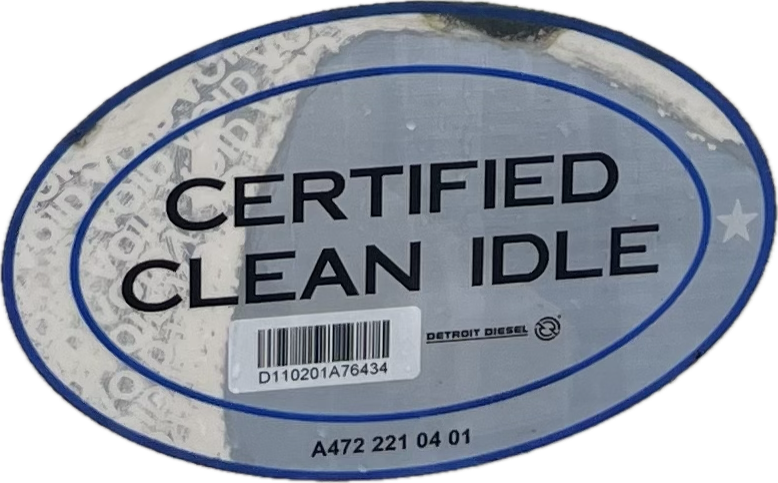 CERTIFIED
CLEAN IDLE
D110201A76434
DETROIT DIESEL
A472 221 04 01